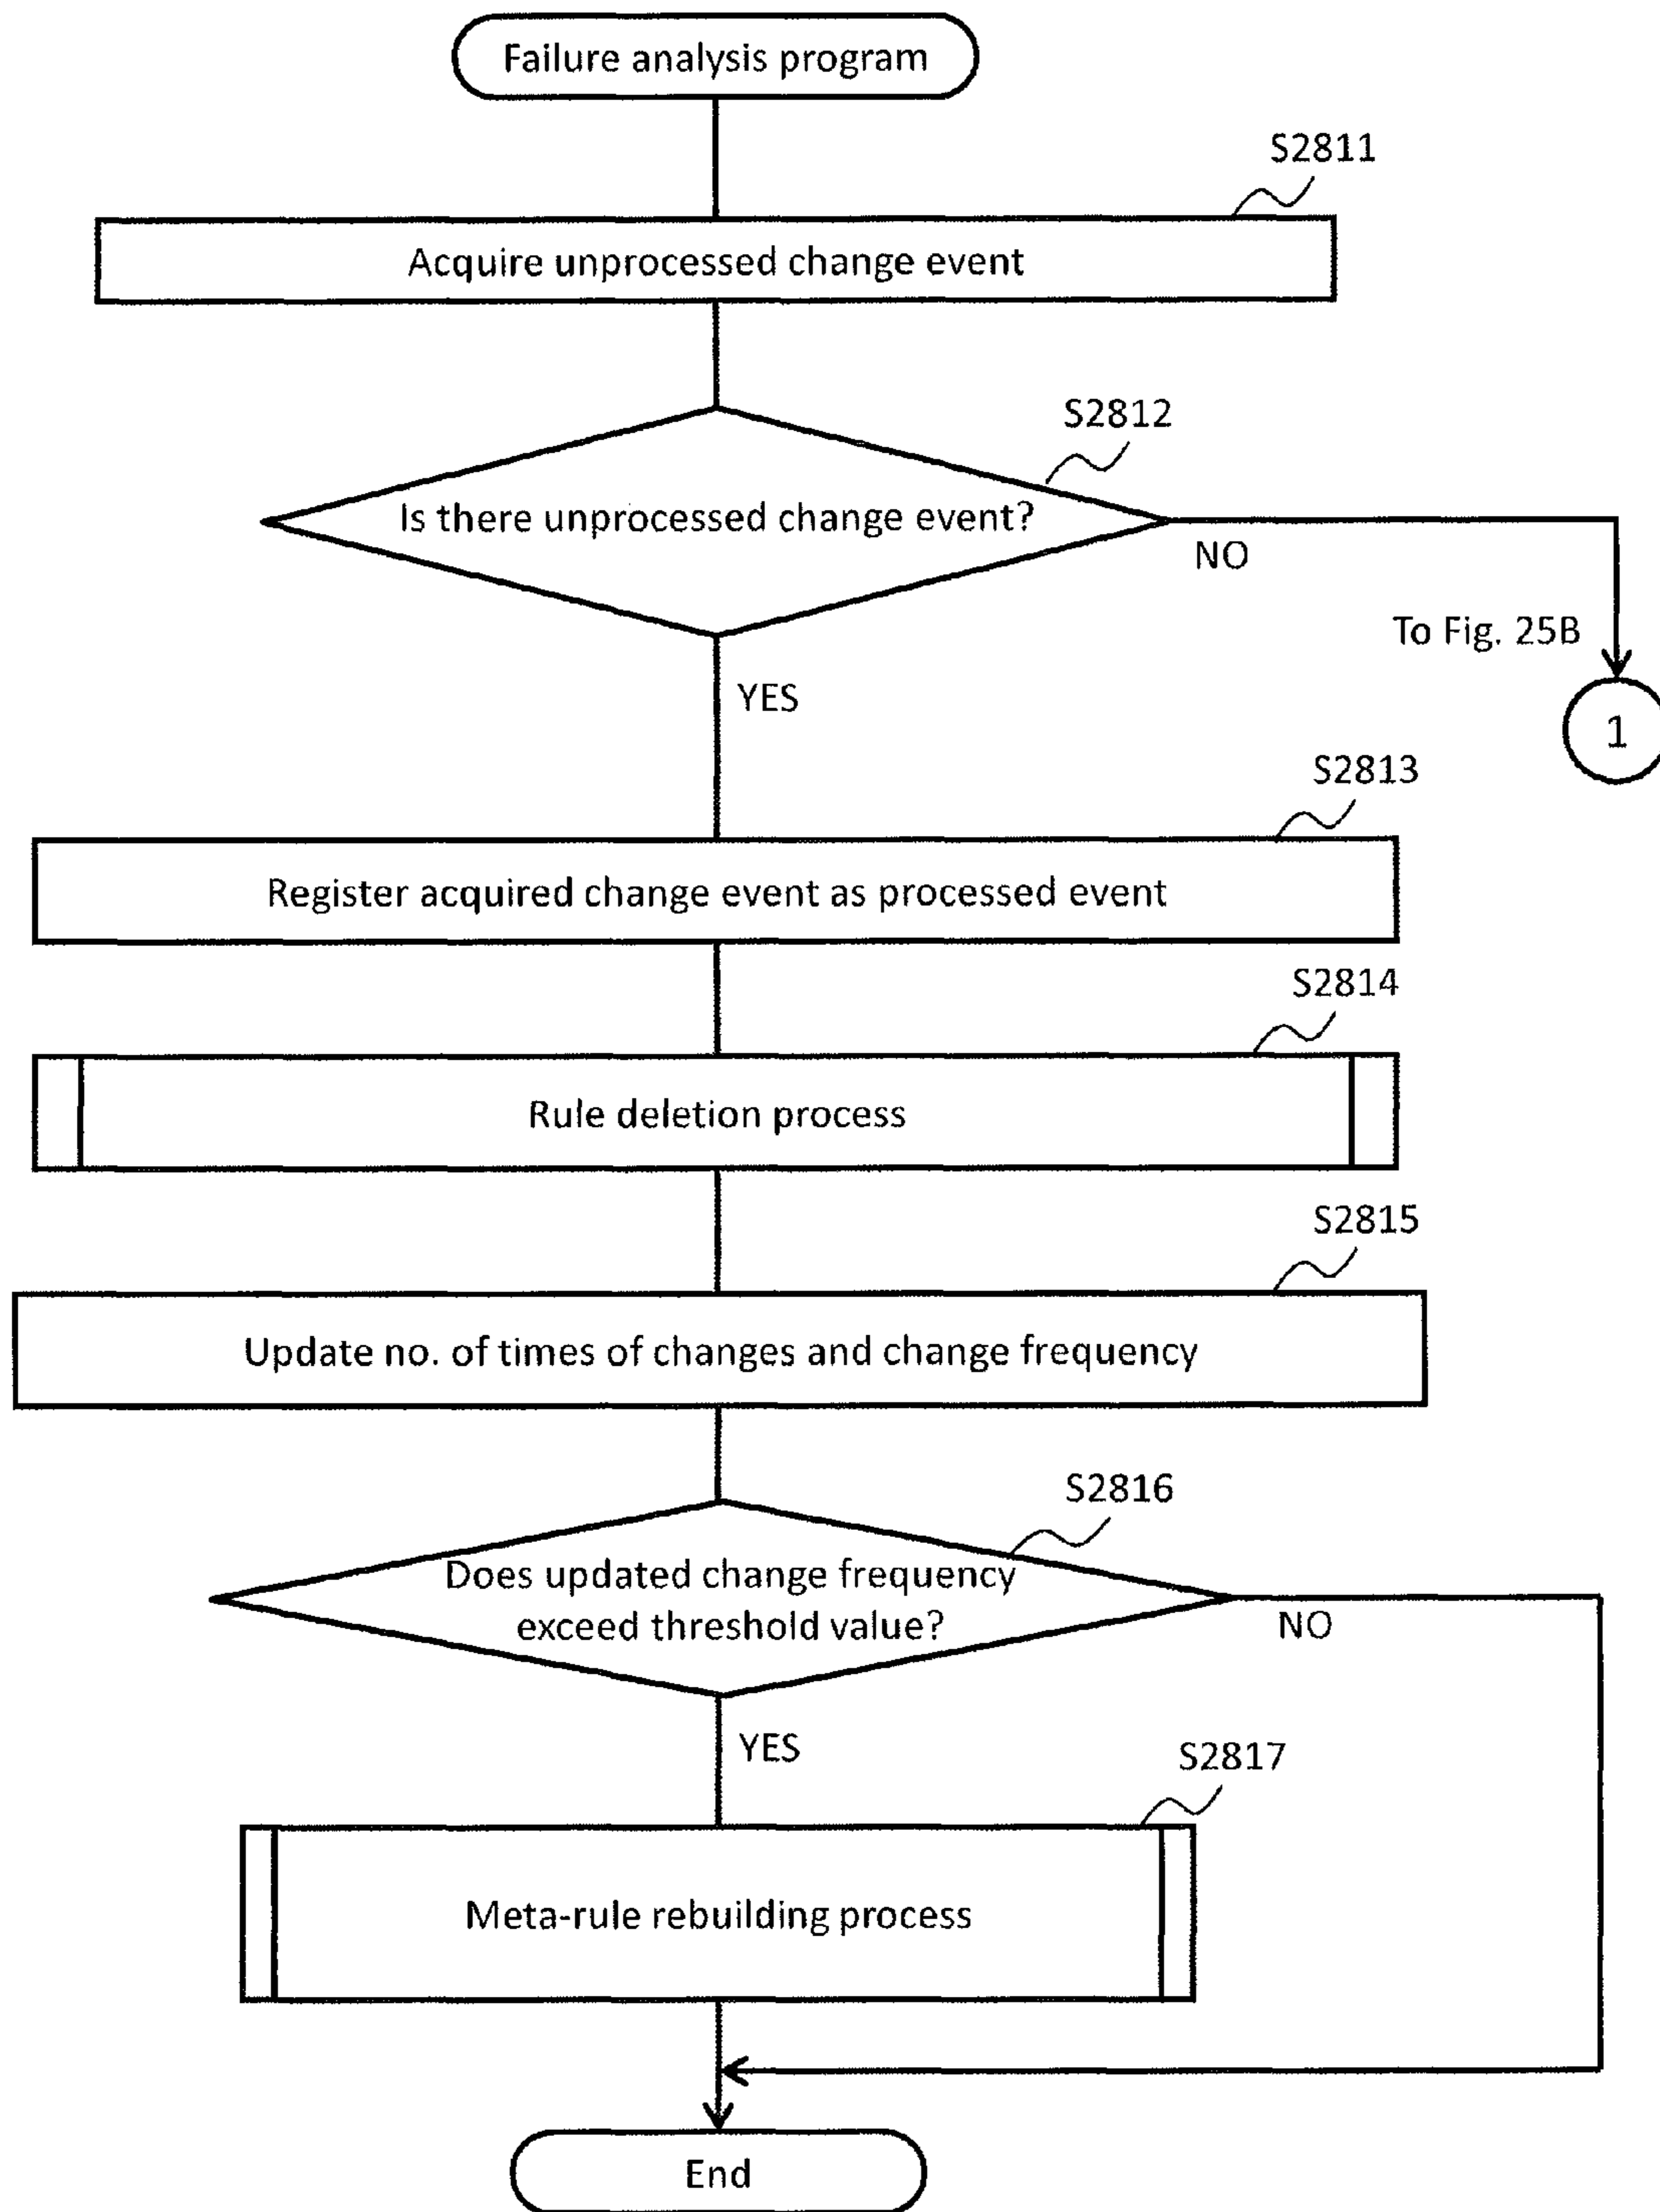 Failure analysis program
S2811
Acquire unprocessed change event
S2812
Is there unprocessed change event?
NO
To Fig. 25B
1
YES
S2813
Register acquired change event as processed event
S2814
Rule deletion process
S2815
Update no. of times of changes and change frequency
S2816
Does updated change frequency
exceed threshold value?
NO
YES
S2817
Meta-rule rebuilding process
End